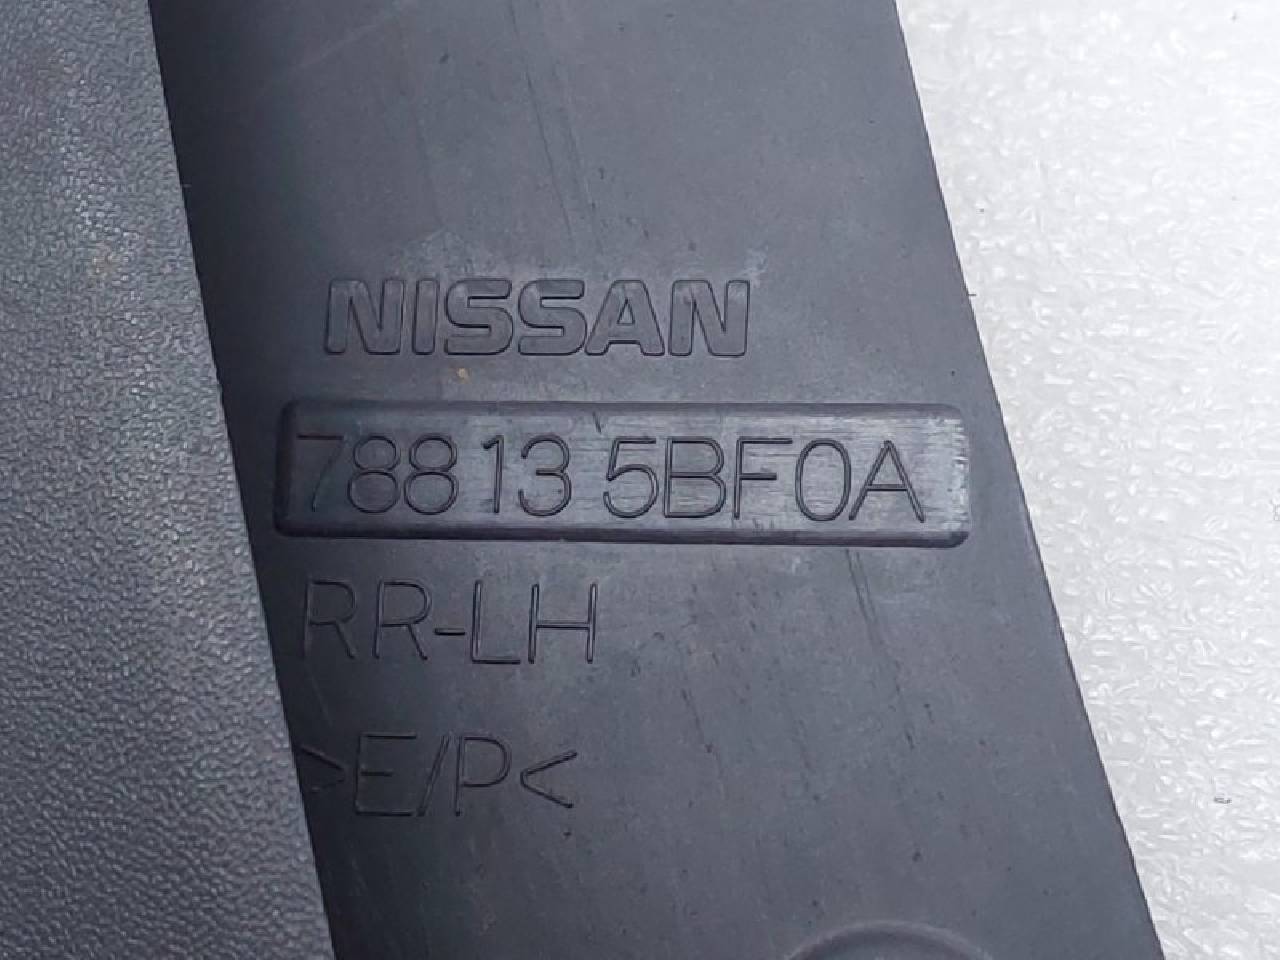 NISSAN
78813 5BF0A
RR-LH
>E/P<